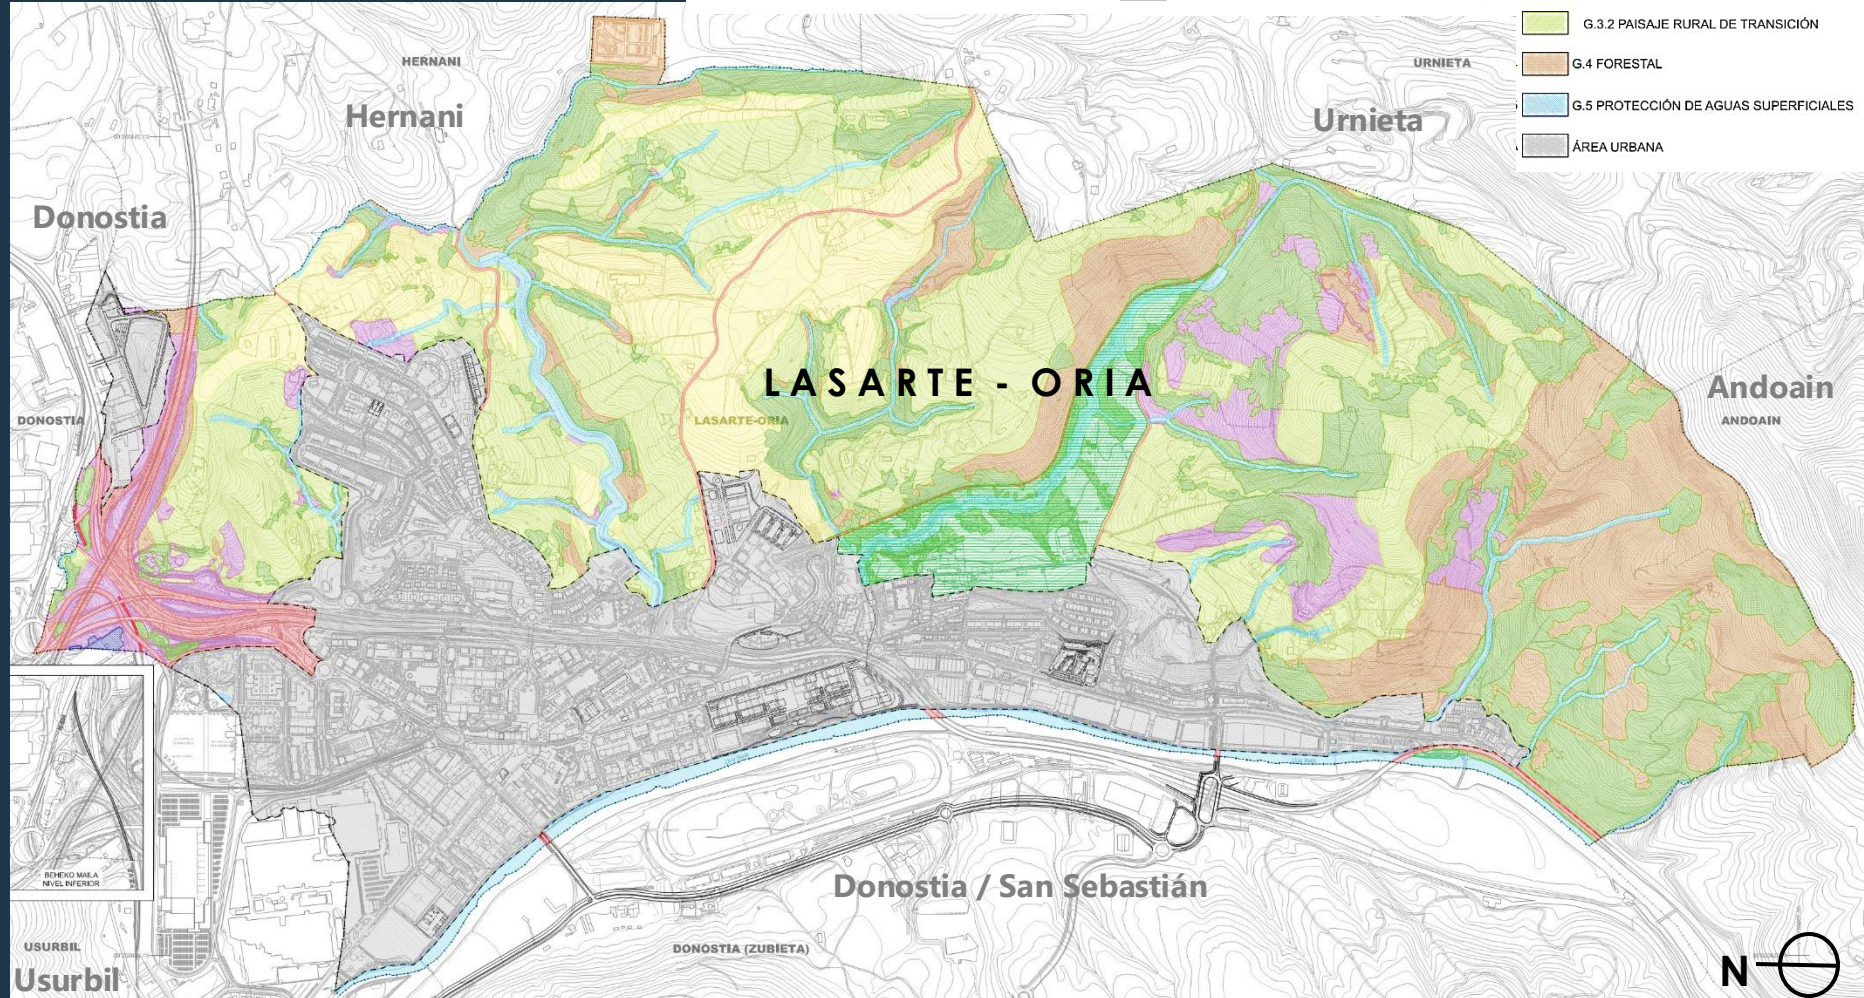 G.3.2 PAISAJE RURAL DE TRANSICIÓN
G.4 FORESTAL
G.5 PROTECCIÓN DE AGUAS SUPERFICIALES
ÁREA URBANA
HERNANI
Hernani
URNIETA
Urnieta
Donostia
DONOSTIA
LASARTE - ORIA
LASARTE-ORIA
Andoain
ANDOAIN
BEHEKO MAILA
NIVEL INFERIOR
Donostia / San Sebastián
DONOSTIA (ZUBIETA)
USURBIL
Usurbil
N